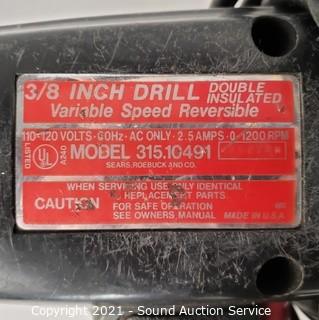 3/8 INCH DRILL DOUBLE INSULATED
Variable Speed Reversible
110-120 VOLTS · 60Hz · AC ONLY · 2.5 AMPS · 0-1200 RPM
LISTED UL A240 MODEL 315.10491
SEARS, ROEBUCK AND CO.
WHEN SERVICING USE ONLY IDENTICAL
REPLACEMENT PARTS.
CAUTION FOR SAFE OPERATION
SEE OWNERS MANUAL MADE IN U.S.A.
Copyright 2021 - Sound Auction Service